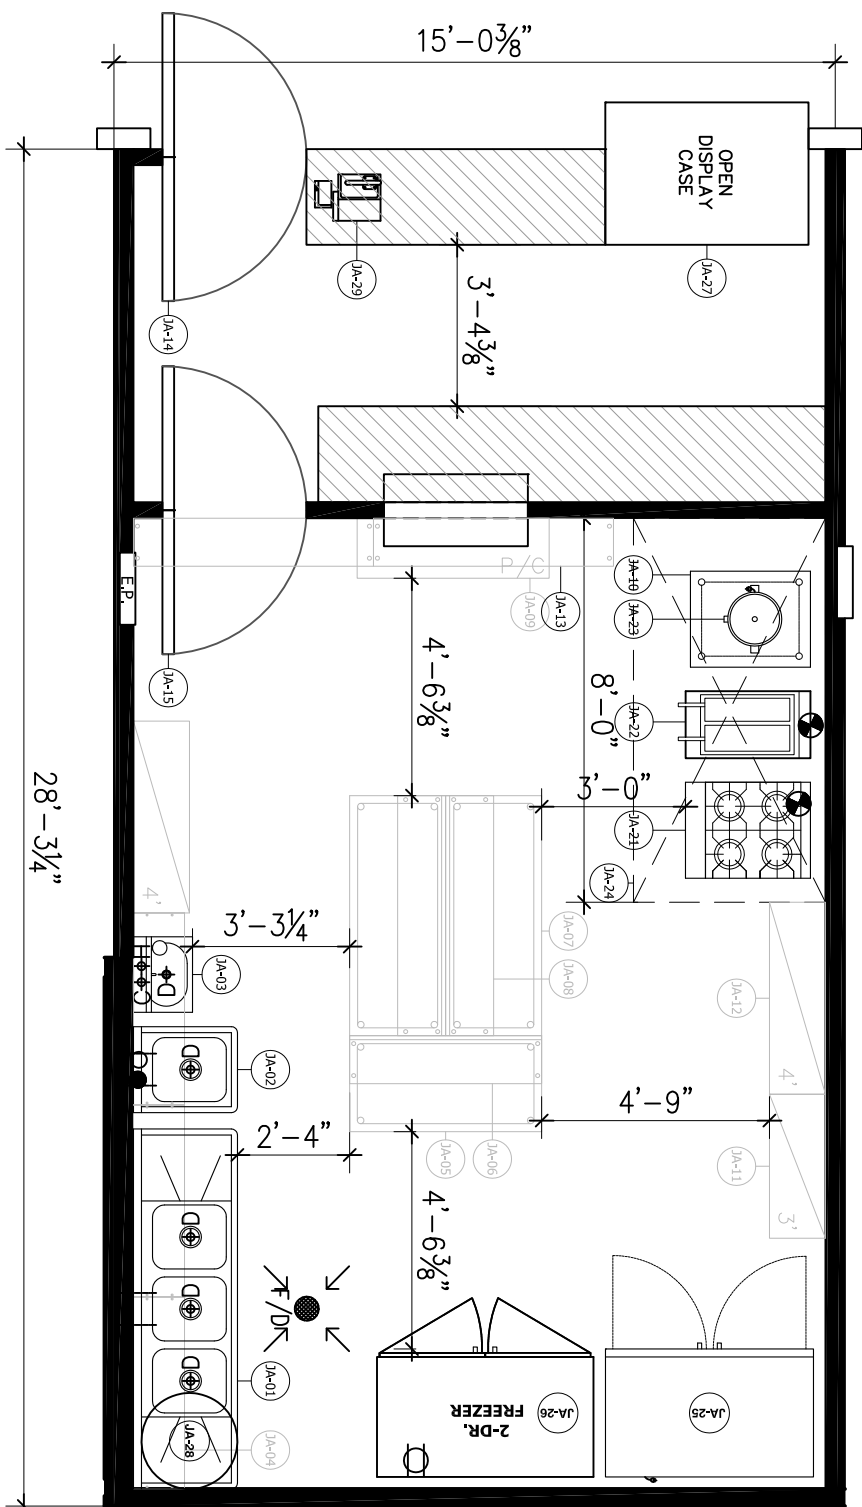 15'-0⅜"
OPEN
DISPLAY
CASE
JA-29
JA-27
3'-4⅜"
JA-14
E.P.
P/C
JA-09
JA-13
JA-10
JA-23
JA-15
4'-6⅜"
8'-0"
JA-22
3'-0"
JA-21
JA-24
28'-3¼"
4'
3'-3¼"
JA-07
JA-03
D
C
JA-08
JA-12
D
JA-02
4'
4'-9"
2'-4"
JA-05
JA-06
JA-11
4'-6⅜"
3'
D
F/D
D
D
JA-01
2-DR.
FREEZER
JA-26
JA-25
JA-28
JA-04